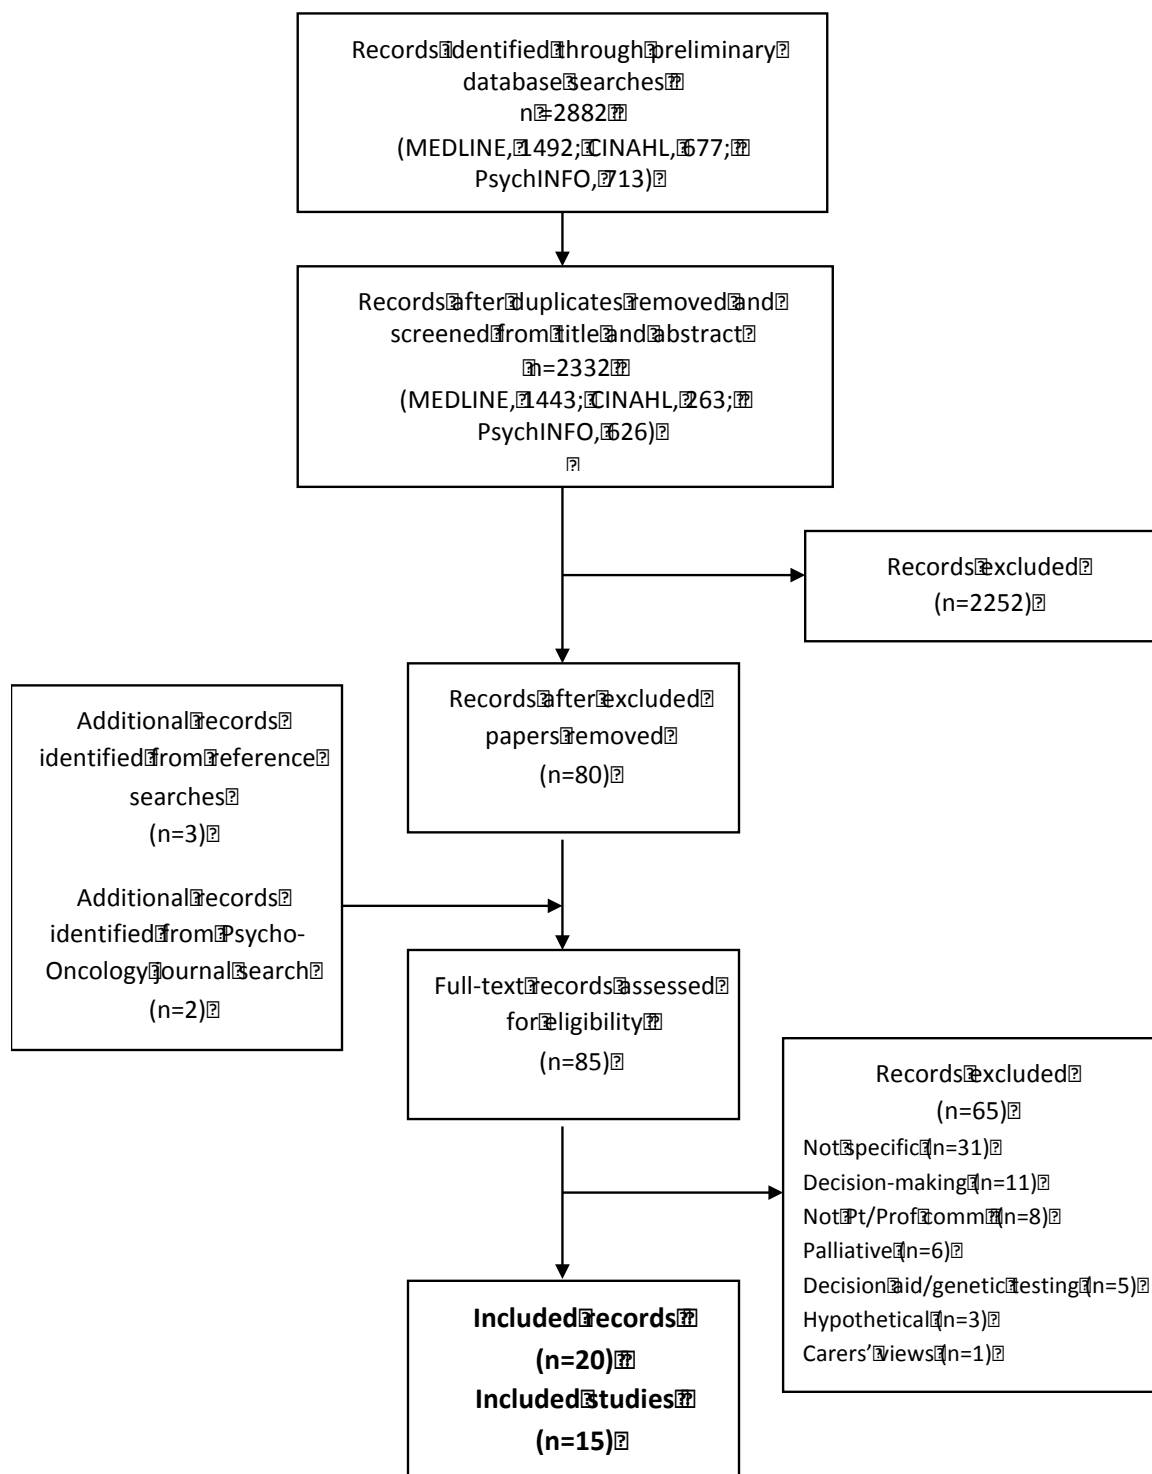 Records identified through preliminary
database searches
n =2882
(MEDLINE, 1492; CINAHL, 677;
PsychINFO, 713)
Records after duplicates removed and
screened from title and abstract
n=2332
(MEDLINE, 1443; CINAHL, 263;
PsychINFO, 626)
Records excluded
(n=2252)
Records after excluded
papers removed
(n=80)
Additional records
identified from reference
searches
(n=3)
Additional records
identified from Psycho-
Oncology journal search
(n=2)
Full-text records assessed
for eligibility
(n=85)
Records excluded
(n=65)
Not specific (n=31)
Decision-making (n=11)
Not Pt/Prof comm (n=8)
Palliative (n=6)
Decision aid/genetic testing (n=5)
Hypothetical (n=3)
Carers’ views (n=1)
Included records
(n=20)
Included studies
(n=15)